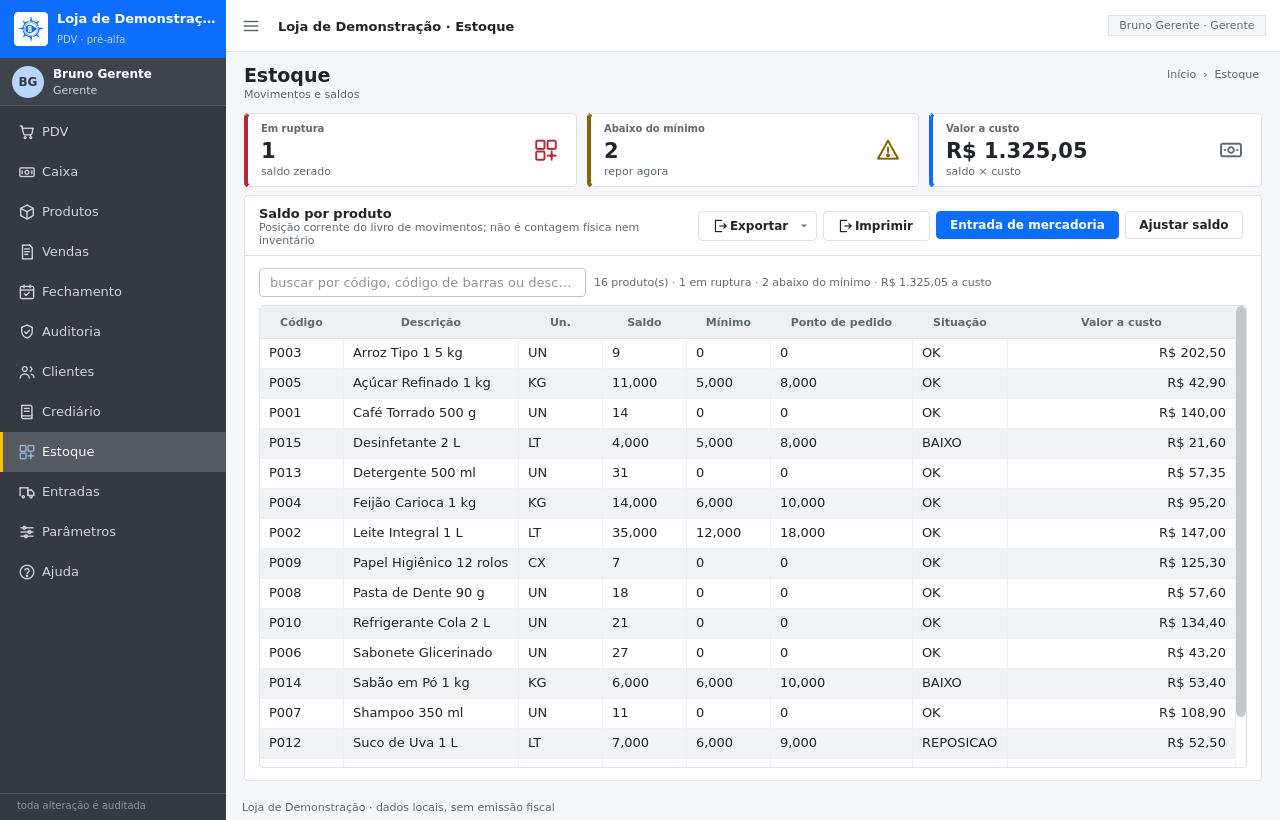 Loja de Demonstraç…
PDV · pré-alfa
BG
Bruno Gerente
Gerente
PDV
Caixa
Produtos
Vendas
Fechamento
Auditoria
Clientes
Crediário
Estoque
Entradas
Parâmetros
Ajuda
toda alteração é auditada
Loja de Demonstração · Estoque
Bruno Gerente · Gerente
Estoque
Movimentos e saldos
Início › Estoque
Em ruptura
1
saldo zerado
Abaixo do mínimo
2
repor agora
Valor a custo
R$ 1.325,05
saldo × custo
Saldo por produto
Posição corrente do livro de movimentos; não é contagem física nem
inventário
Exportar
Imprimir
Entrada de mercadoria
Ajustar saldo
buscar por código, código de barras ou desc…
16 produto(s) · 1 em ruptura · 2 abaixo do mínimo · R$ 1.325,05 a custo
Código Descrição Un. Saldo Mínimo Ponto de pedido Situação Valor a custo
P003 Arroz Tipo 1 5 kg UN 9 0 0 OK R$ 202,50
P005 Açúcar Refinado 1 kg KG 11,000 5,000 8,000 OK R$ 42,90
P001 Café Torrado 500 g UN 14 0 0 OK R$ 140,00
P015 Desinfetante 2 L LT 4,000 5,000 8,000 BAIXO R$ 21,60
P013 Detergente 500 ml UN 31 0 0 OK R$ 57,35
P004 Feijão Carioca 1 kg KG 14,000 6,000 10,000 OK R$ 95,20
P002 Leite Integral 1 L LT 35,000 12,000 18,000 OK R$ 147,00
P009 Papel Higiênico 12 rolos CX 7 0 0 OK R$ 125,30
P008 Pasta de Dente 90 g UN 18 0 0 OK R$ 57,60
P010 Refrigerante Cola 2 L UN 21 0 0 OK R$ 134,40
P006 Sabonete Glicerinado UN 27 0 0 OK R$ 43,20
P014 Sabão em Pó 1 kg KG 6,000 6,000 10,000 BAIXO R$ 53,40
P007 Shampoo 350 ml UN 11 0 0 OK R$ 108,90
P012 Suco de Uva 1 L LT 7,000 6,000 9,000 REPOSICAO R$ 52,50
Loja de Demonstração · dados locais, sem emissão fiscal